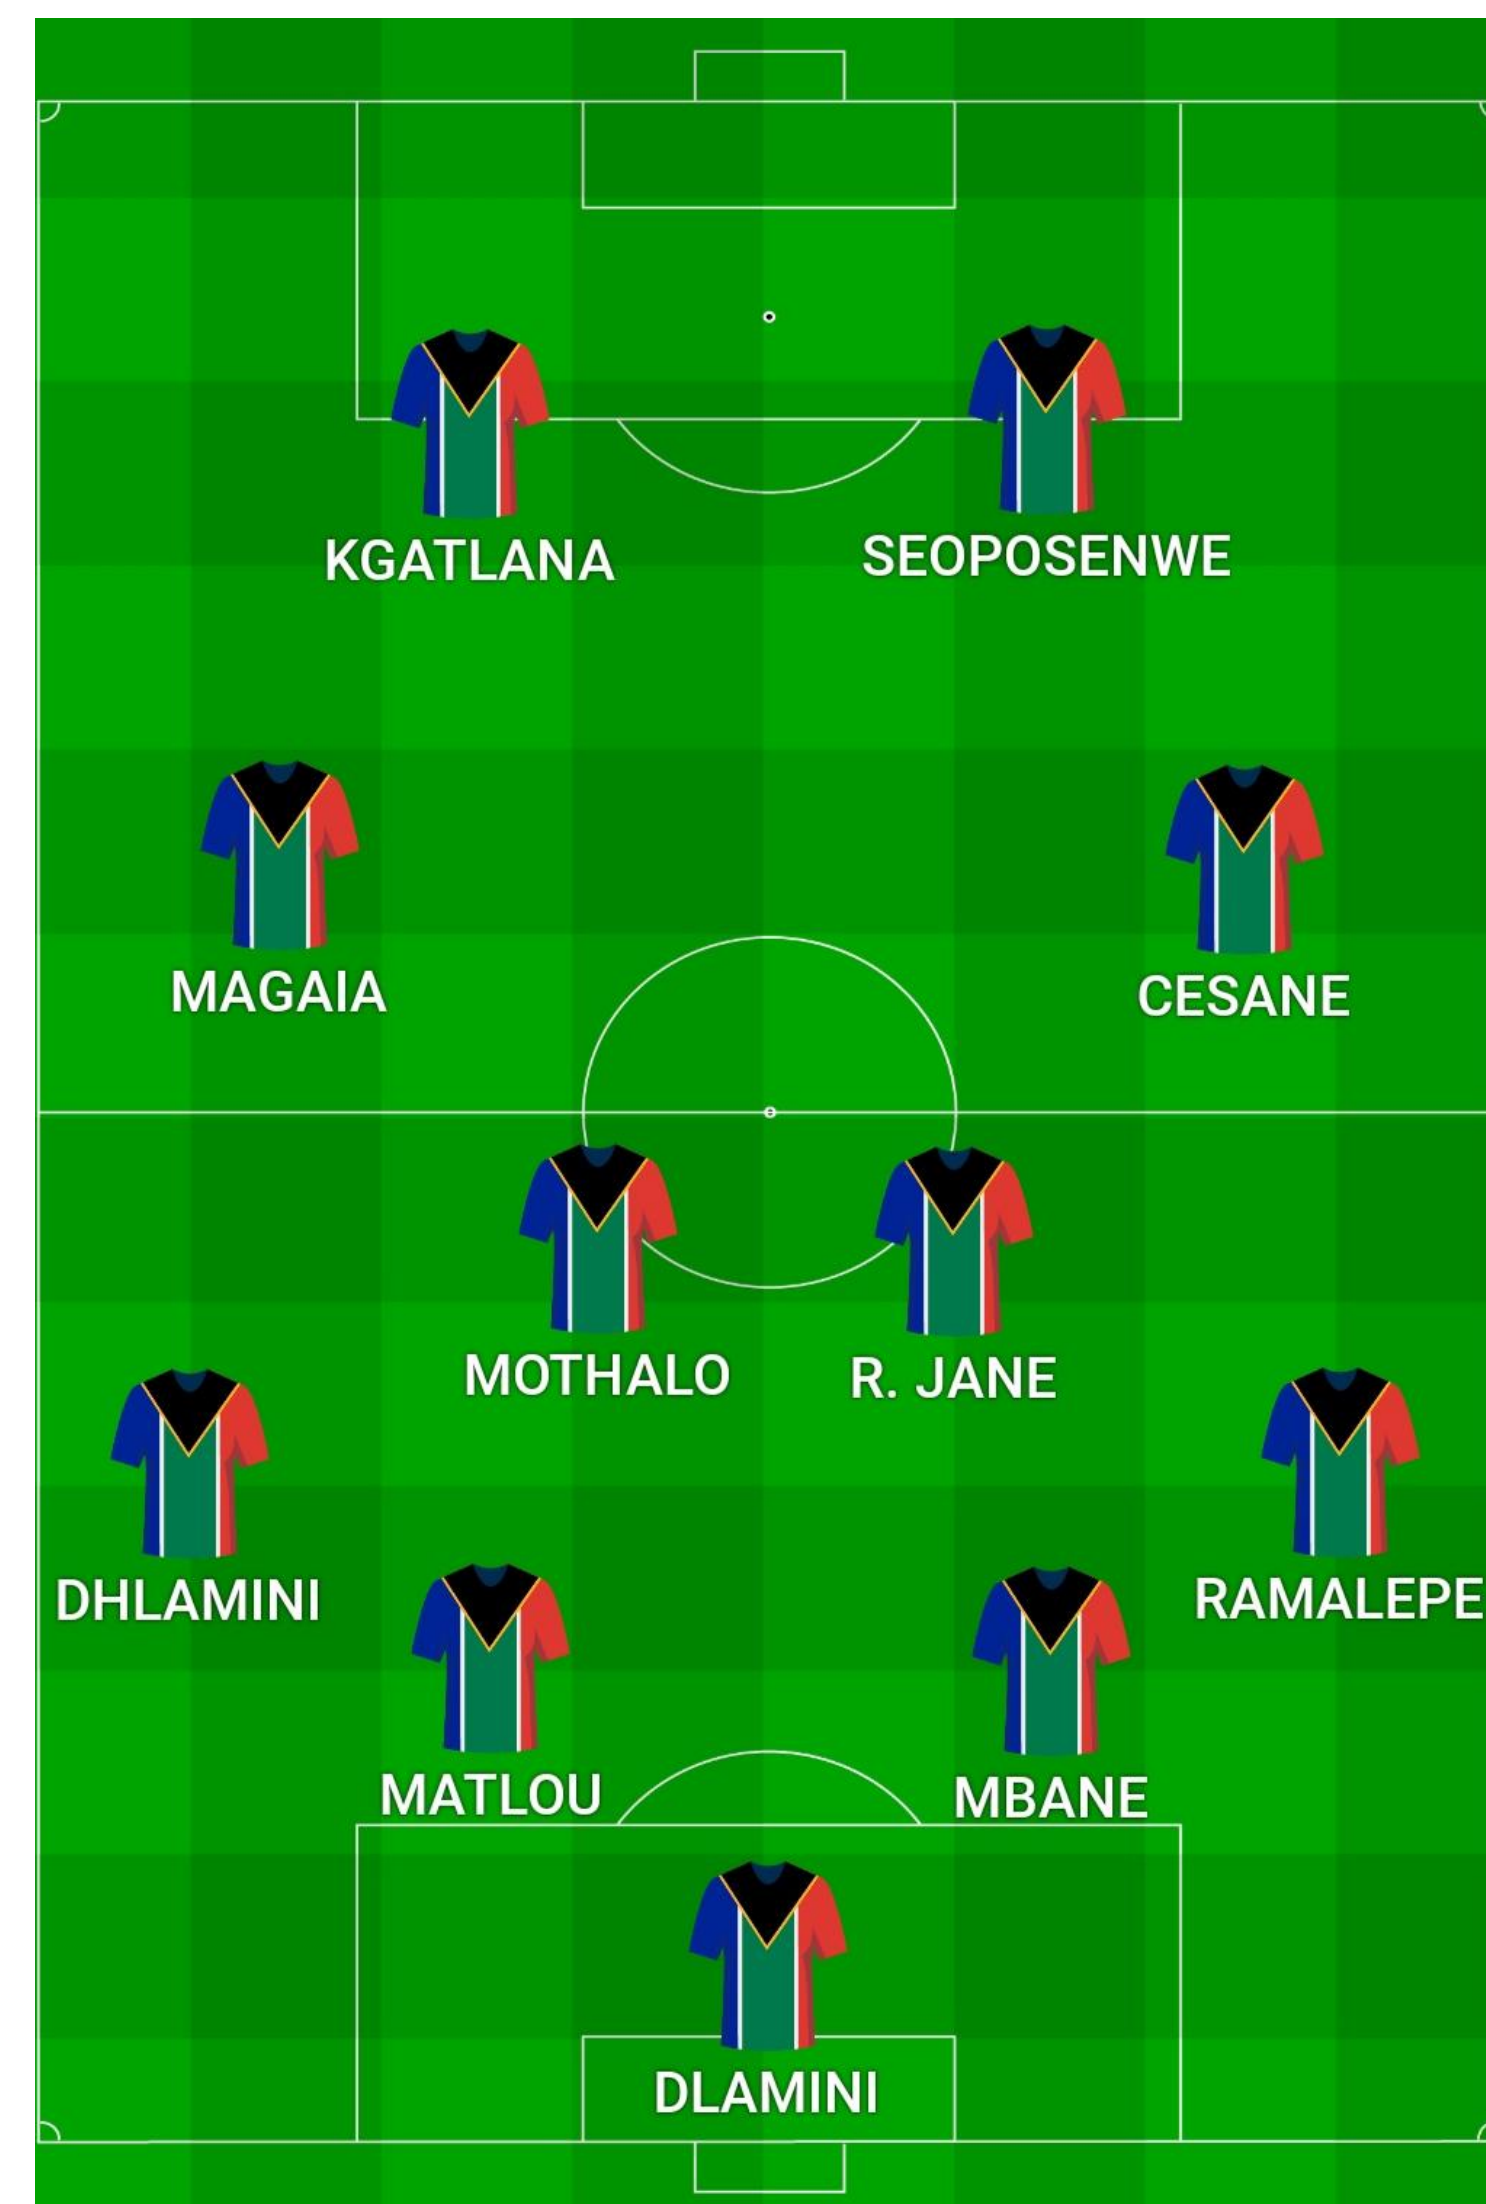 KGATLANA
SEOPOSENWE
MAGAIA
CESANE
MOTHALO
R. JANE
DHLAMINI
RAMALEPE
MATLOU
MBANE
DLAMINI